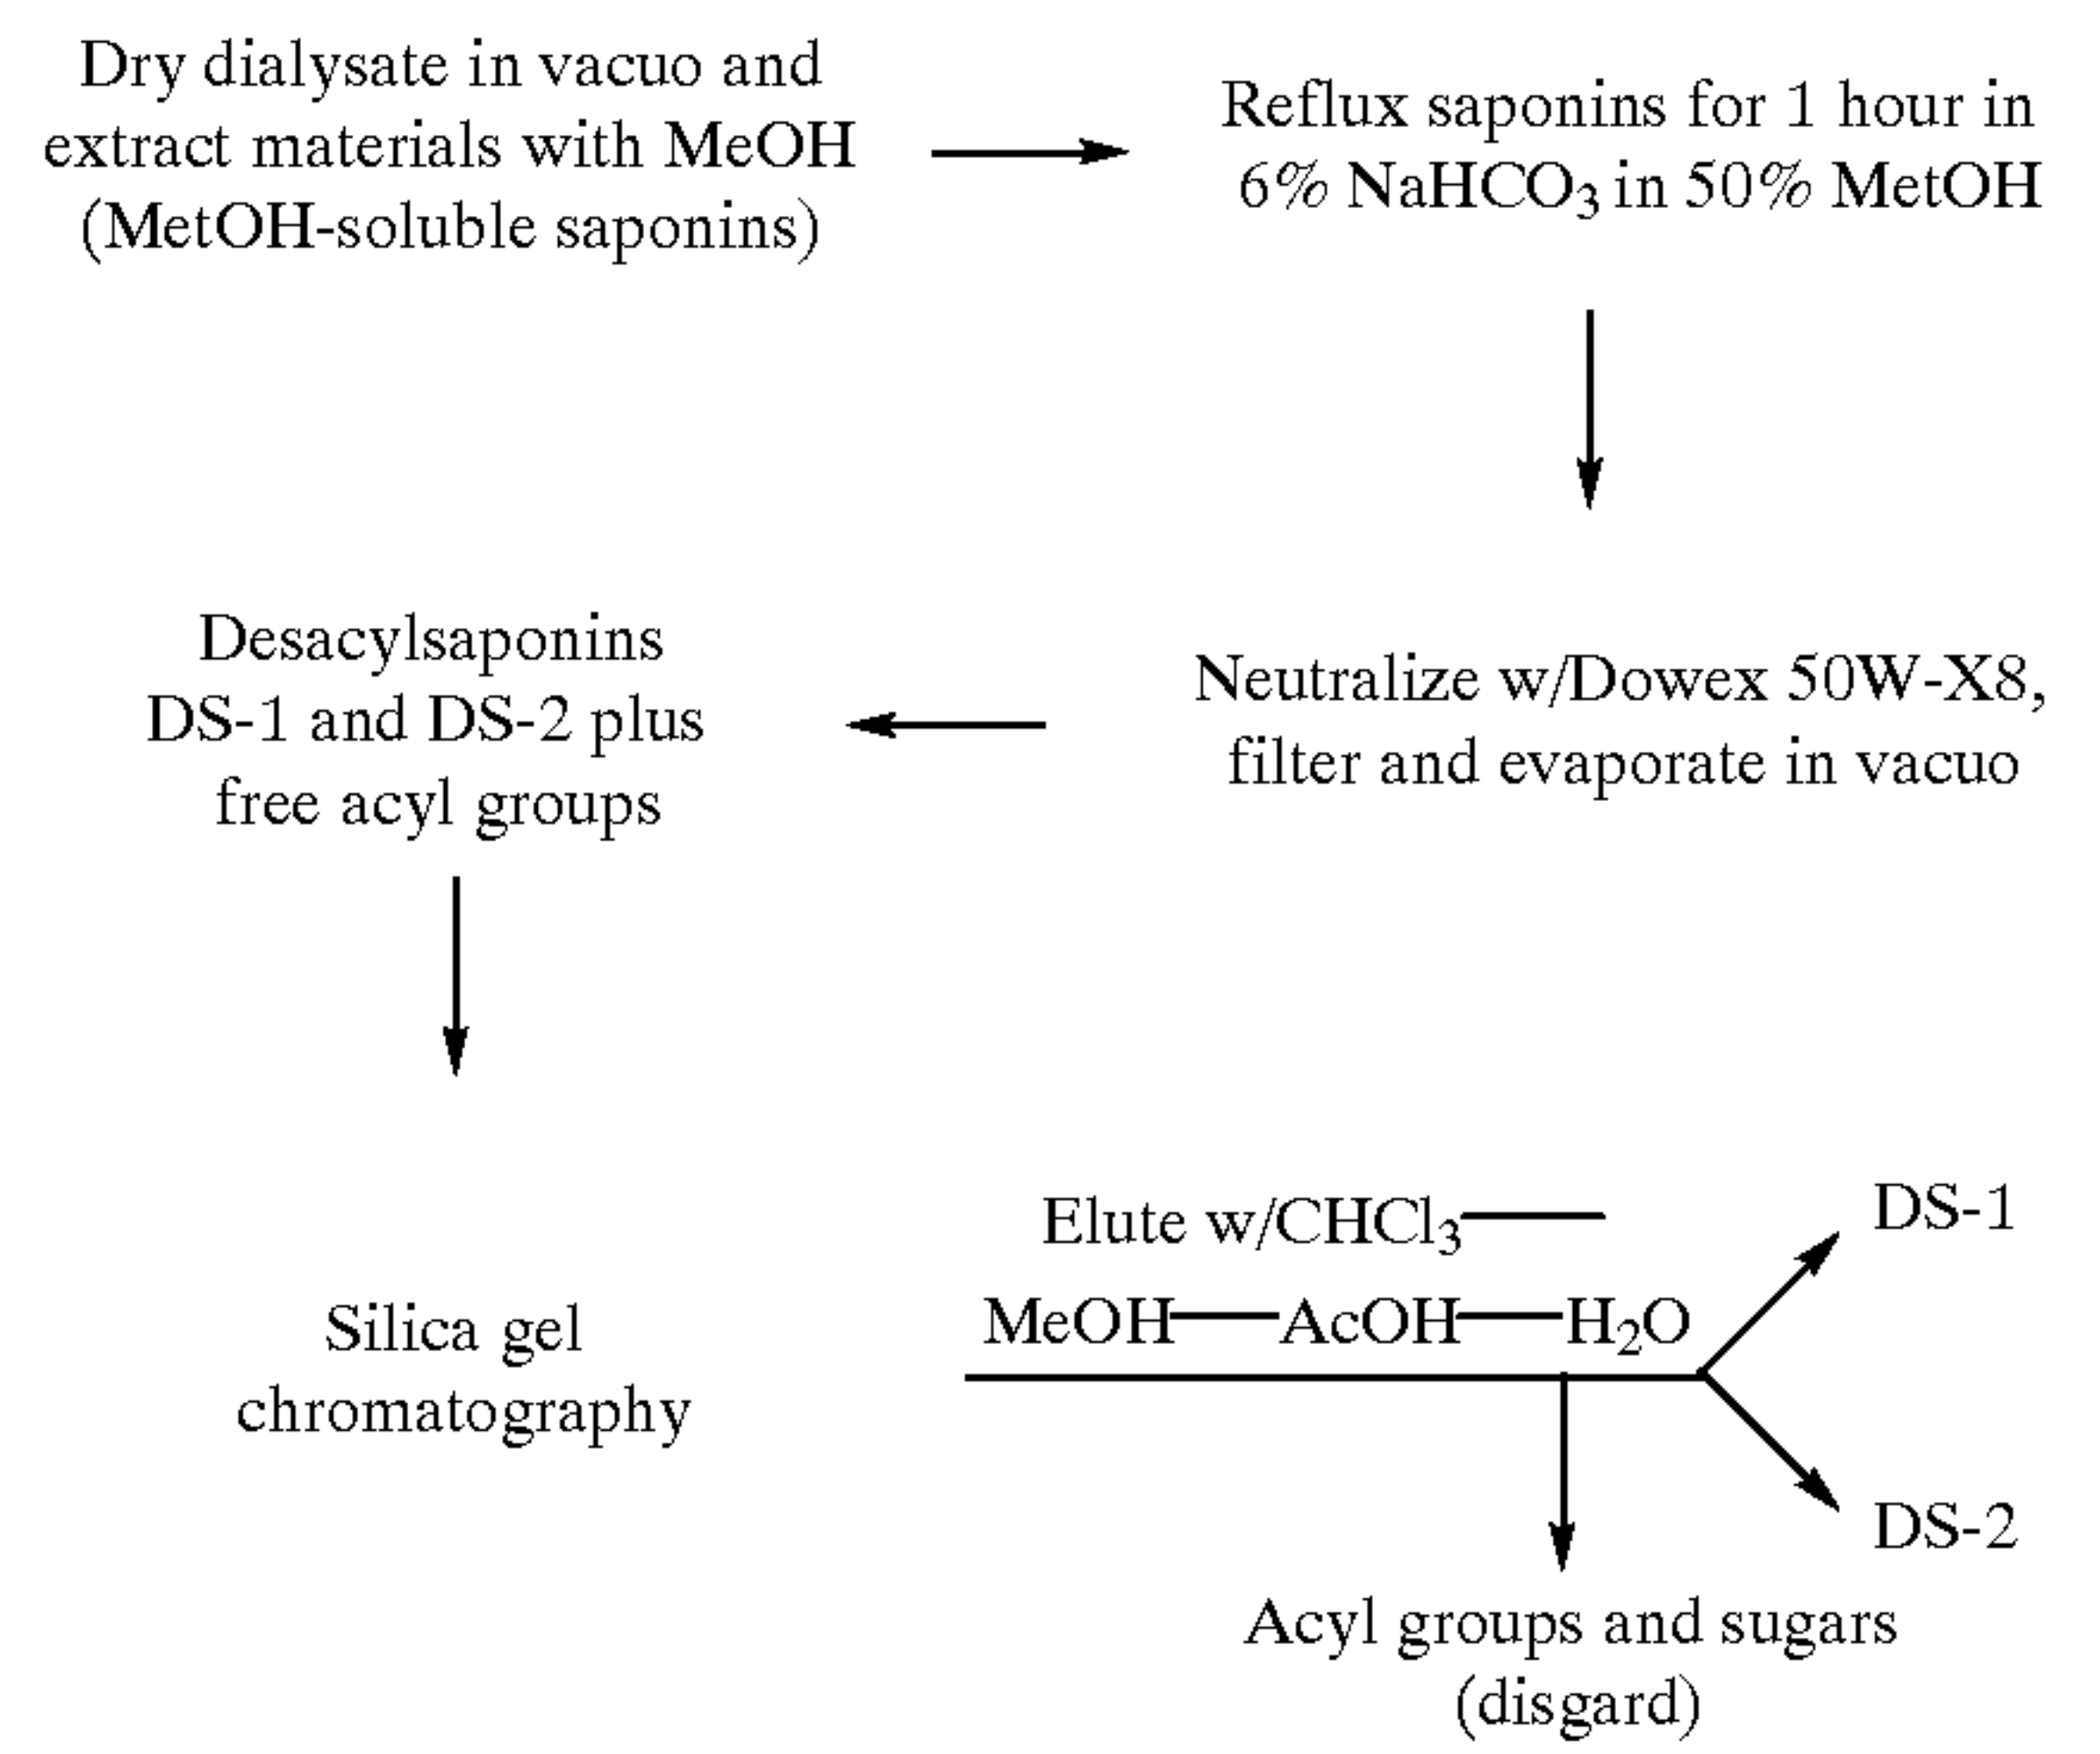 Dry dialysate in vacuo and
extract materials with MeOH
(MetOH-soluble saponins)
Reflux saponins for 1 hour in
6% NaHCO₃ in 50% MetOH
Neutralize w/Dowex 50W-X8,
filter and evaporate in vacuo
Desacylsaponins
DS-1 and DS-2 plus
free acyl groups
Silica gel
chromatography
Elute w/CHCl₃—
MeOH—AcOH—H₂O
DS-1
DS-2
Acyl groups and sugars
(disgard)